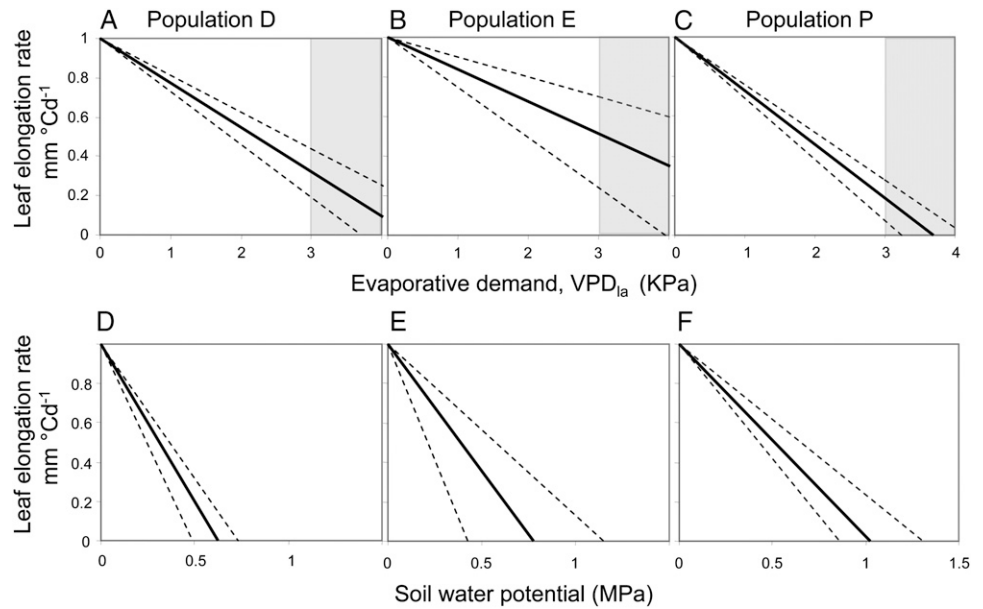 A Population D
B Population E
C Population P
Leaf elongation rate
mm °Cd-1
1
0.8
0.6
0.4
0.2
0
0 1 2 3
0 1 2 3
0 1 2 3 4
Evaporative demand, VPDla (KPa)
D
E
F
Leaf elongation rate
mm °Cd-1
0.8
0.6
0.4
0.2
0
0 0.5 1
0 0.5 1
0 0.5 1 1.5
Soil water potential (MPa)